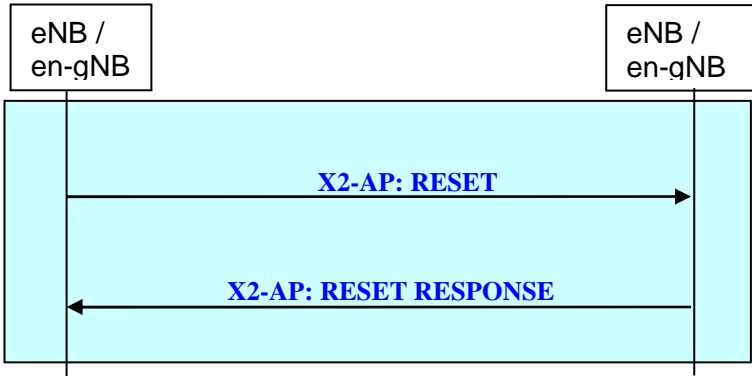 eNB /
en-gNB
eNB /
en-gNB
X2-AP: RESET
X2-AP: RESET RESPONSE